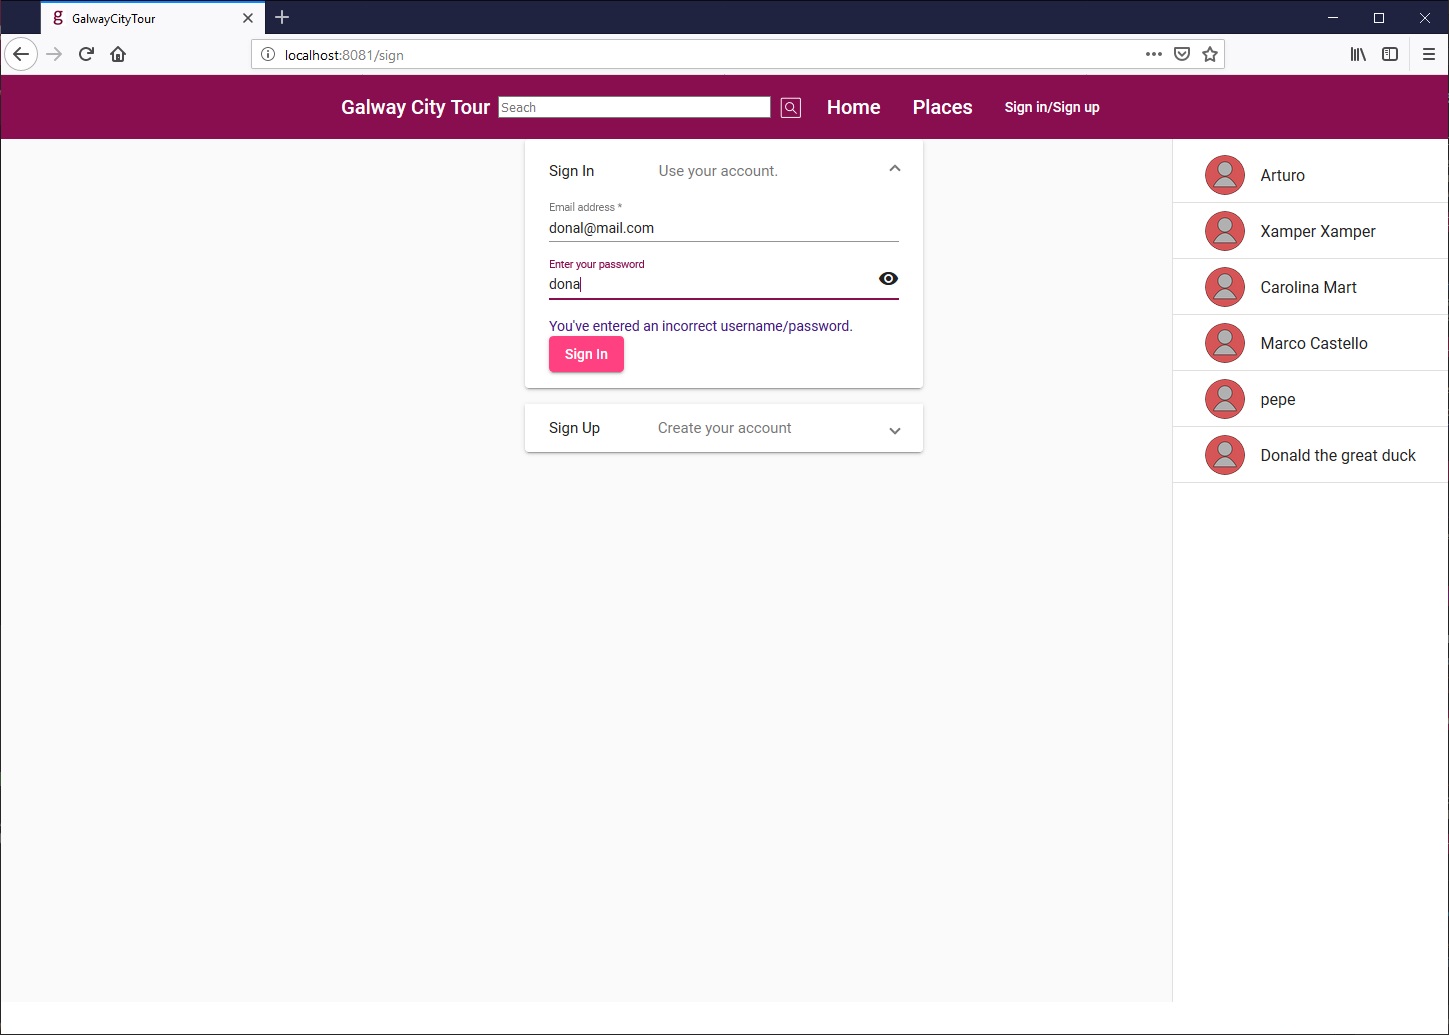 GalwayCityTour
localhost:8081/sign
Galway City Tour Seach Home Places Sign in/Sign up
Sign In Use your account.
Email address *
donal@mail.com
Enter your password
dona
You've entered an incorrect username/password.
Sign In
Sign Up Create your account
Arturo
Xamper Xamper
Carolina Mart
Marco Castello
pepe
Donald the great duck